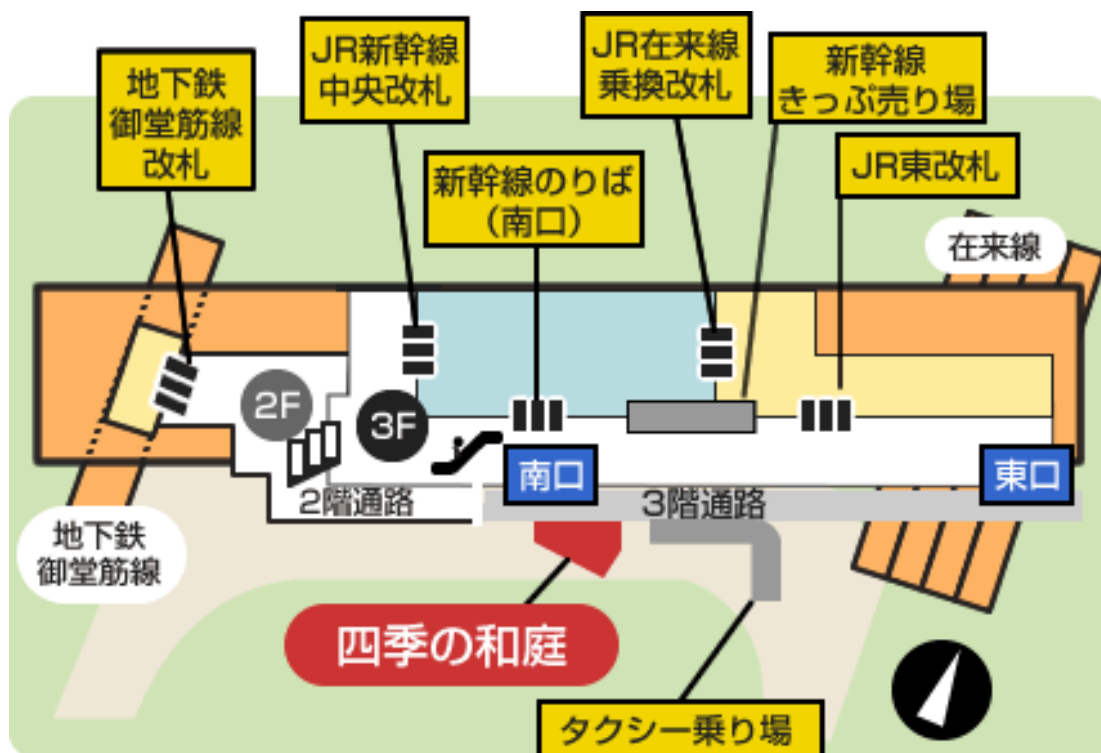 地下鉄
御堂筋線
改札
JR新幹線
中央改札
JR在来線
乗換改札
新幹線
きっぷ売り場
新幹線のりば
（南口）
JR東改札
在来線
2F
3F
南口
東口
2階通路
3階通路
地下鉄
御堂筋線
四季の和庭
タクシー乗り場